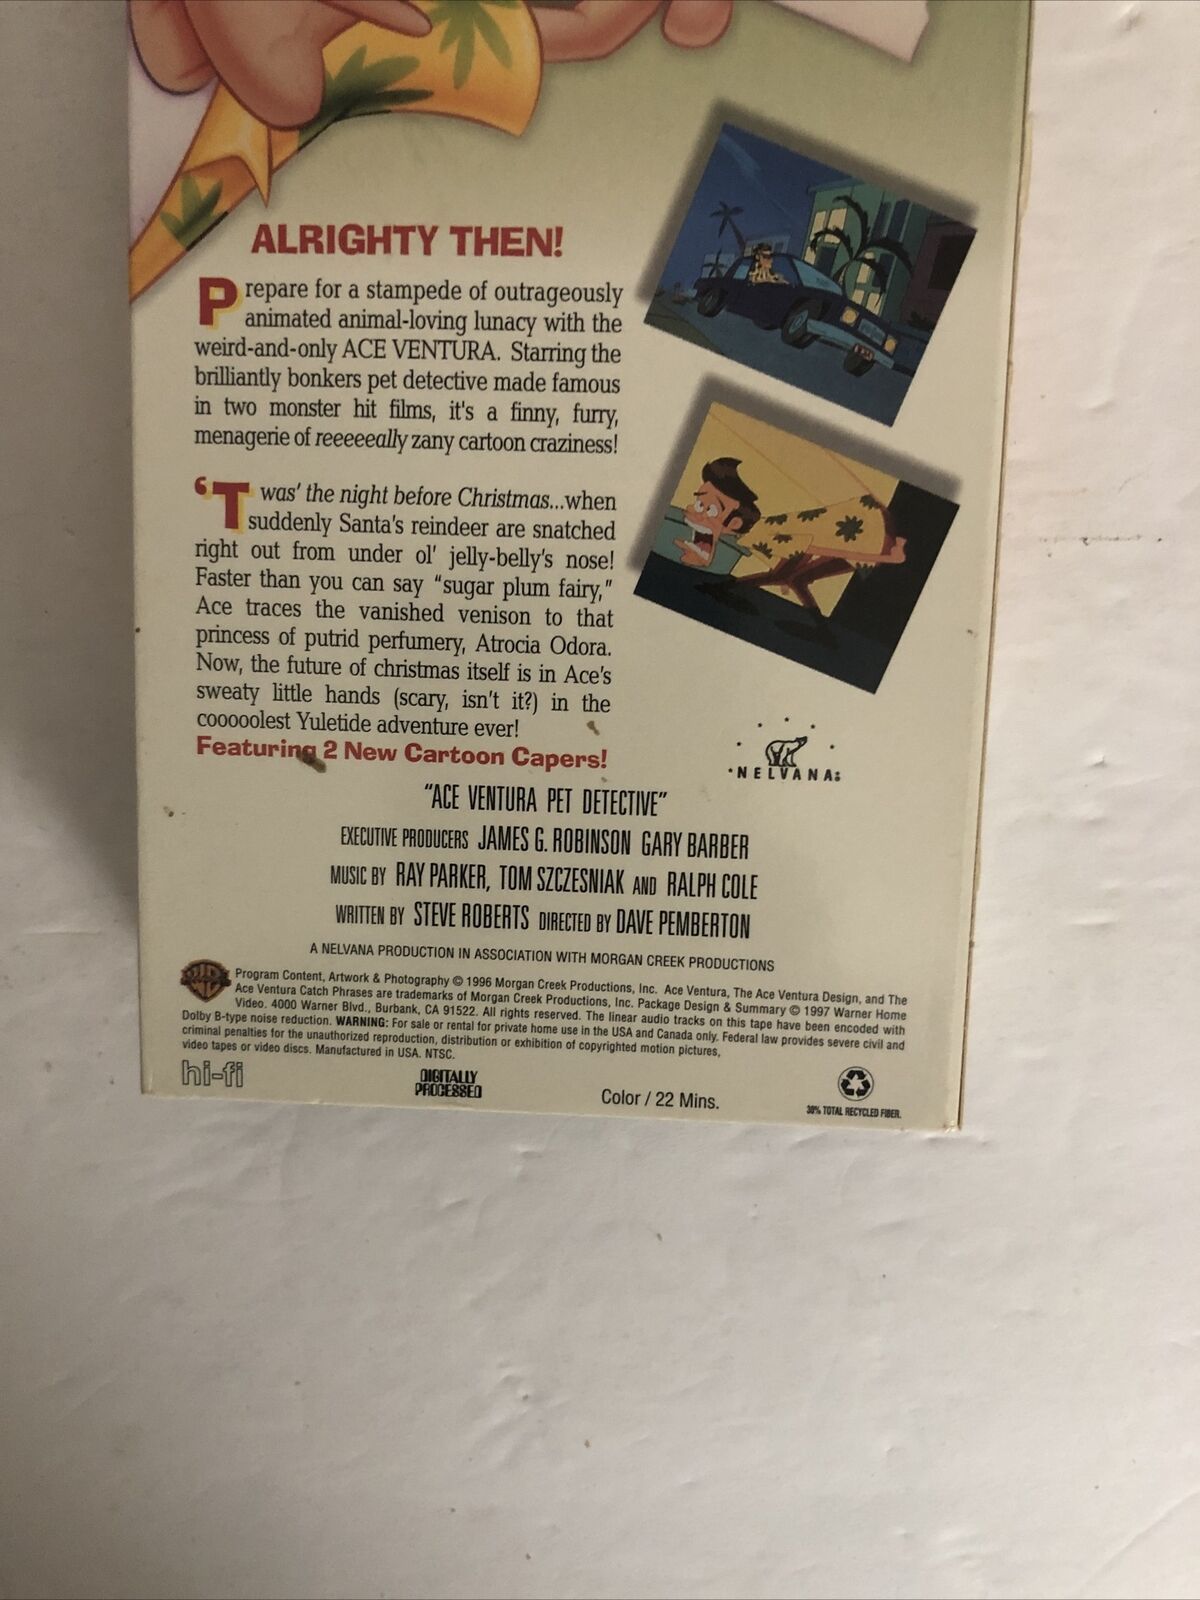 ALRIGHTY THEN!
Prepare for a stampede of outrageously
animated animal-loving lunacy with the
weird-and-only ACE VENTURA. Starring the
brilliantly bonkers pet detective made famous
in two monster hit films, it's a finny, furry,
menagerie of reeeeeally zany cartoon craziness!
'Twas' the night before Christmas...when
suddenly Santa's reindeer are snatched
right out from under ol' jelly-belly's nose!
Faster than you can say "sugar plum fairy,"
Ace traces the vanished venison to that
princess of putrid perfumery, Atrocia Odora.
Now, the future of christmas itself is in Ace's
sweaty little hands (scary, isn't it?) in the
cooooolest Yuletide adventure ever!
Featuring 2 New Cartoon Capers!
NELVANA
"ACE VENTURA PET DETECTIVE"
EXECUTIVE PRODUCERS JAMES G. ROBINSON GARY BARBER
MUSIC BY RAY PARKER, TOM SZCZESNIAK AND RALPH COLE
WRITTEN BY STEVE ROBERTS DIRECTED BY DAVE PEMBERTON
A NELVANA PRODUCTION IN ASSOCIATION WITH MORGAN CREEK PRODUCTIONS
Program Content, Artwork & Photography © 1996 Morgan Creek Productions, Inc. Ace Ventura, The Ace Ventura Design, and The
Ace Ventura Catch Phrases are trademarks of Morgan Creek Productions, Inc. Package Design & Summary © 1997 Warner Home
Video. 4000 Warner Blvd., Burbank, CA 91522. All rights reserved. The linear audio tracks on this tape have been encoded with
Dolby B-type noise reduction. WARNING: For sale or rental for private home use in the USA and Canada only. Federal law provides severe civil and
criminal penalties for the unauthorized reproduction, distribution or exhibition of copyrighted motion pictures,
video tapes or video discs. Manufactured in USA. NTSC.
hi-fi
DIGITALLY
PROCESSED
Color / 22 Mins.
30% TOTAL RECYCLED FIBER.